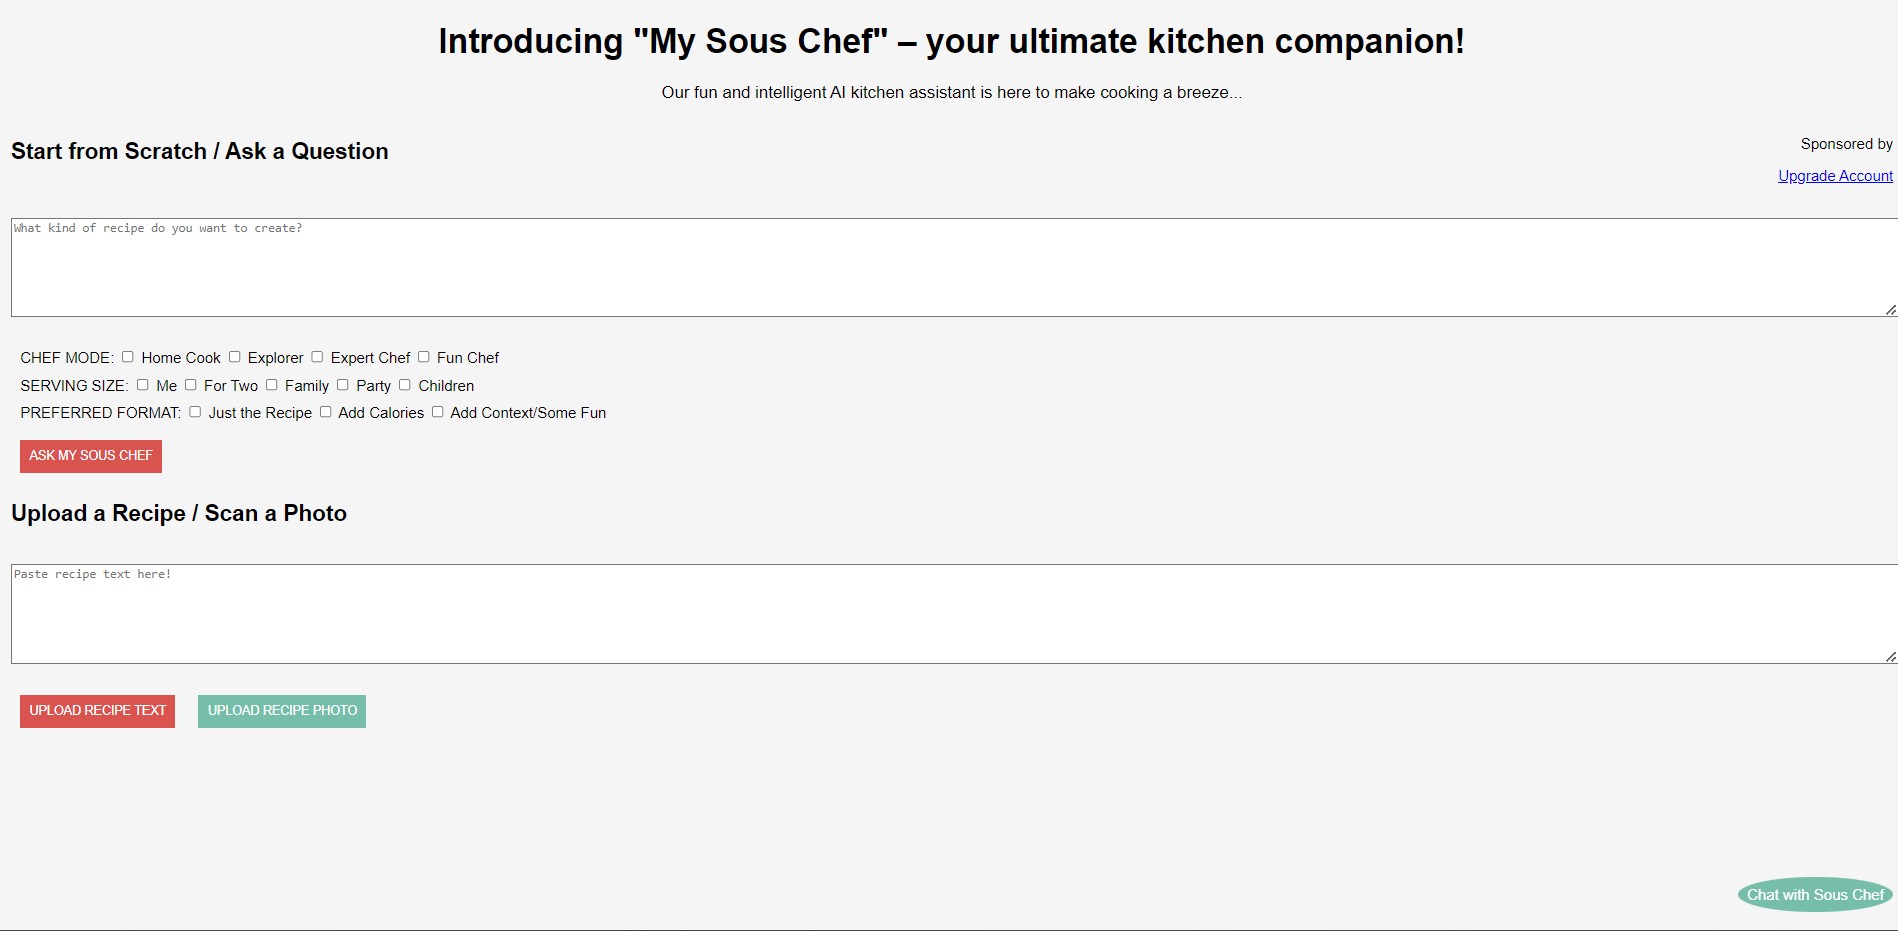 Introducing "My Sous Chef" – your ultimate kitchen companion!
Our fun and intelligent AI kitchen assistant is here to make cooking a breeze...
Start from Scratch / Ask a Question
Sponsored by
Upgrade Account
What kind of recipe do you want to create?
CHEF MODE: Home Cook Explorer Expert Chef Fun Chef
SERVING SIZE: Me For Two Family Party Children
PREFERRED FORMAT: Just the Recipe Add Calories Add Context/Some Fun
ASK MY SOUS CHEF
Upload a Recipe / Scan a Photo
Paste recipe text here!
UPLOAD RECIPE TEXT UPLOAD RECIPE PHOTO
Chat with Sous Chef